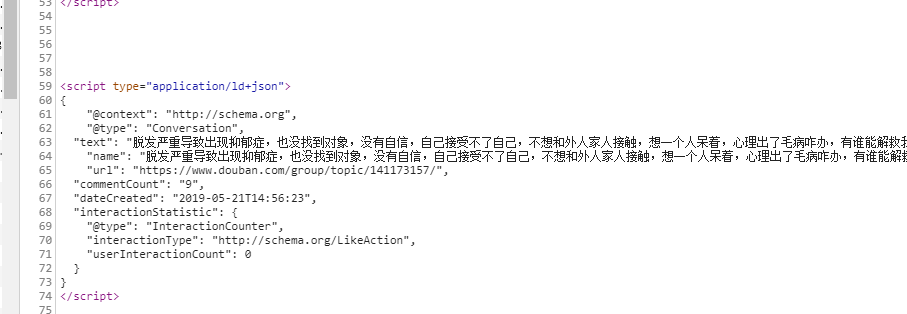 53 </script>
54
55
56
57
58
59 <script type="application/ld+json">
60 {
61 "@context": "http://schema.org",
62 "@type": "Conversation",
63 "text": "脱发严重导致出现抑郁症，也没找到对象，没有自信，自己接受不了自己，不想和外人家人接触，想一个人呆着，心理出了毛病咋办，有谁能解救我
64 "name": "脱发严重导致出现抑郁症，也没找到对象，没有自信，自己接受不了自己，不想和外人家人接触，想一个人呆着，心理出了毛病咋办，有谁能解救
65 "url": "https://www.douban.com/group/topic/141173157/",
66 "commentCount": "9",
67 "dateCreated": "2019-05-21T14:56:23",
68 "interactionStatistic": {
69 "@type": "InteractionCounter",
70 "interactionType": "http://schema.org/LikeAction",
71 "userInteractionCount": 0
72 }
73 }
74 </script>
75